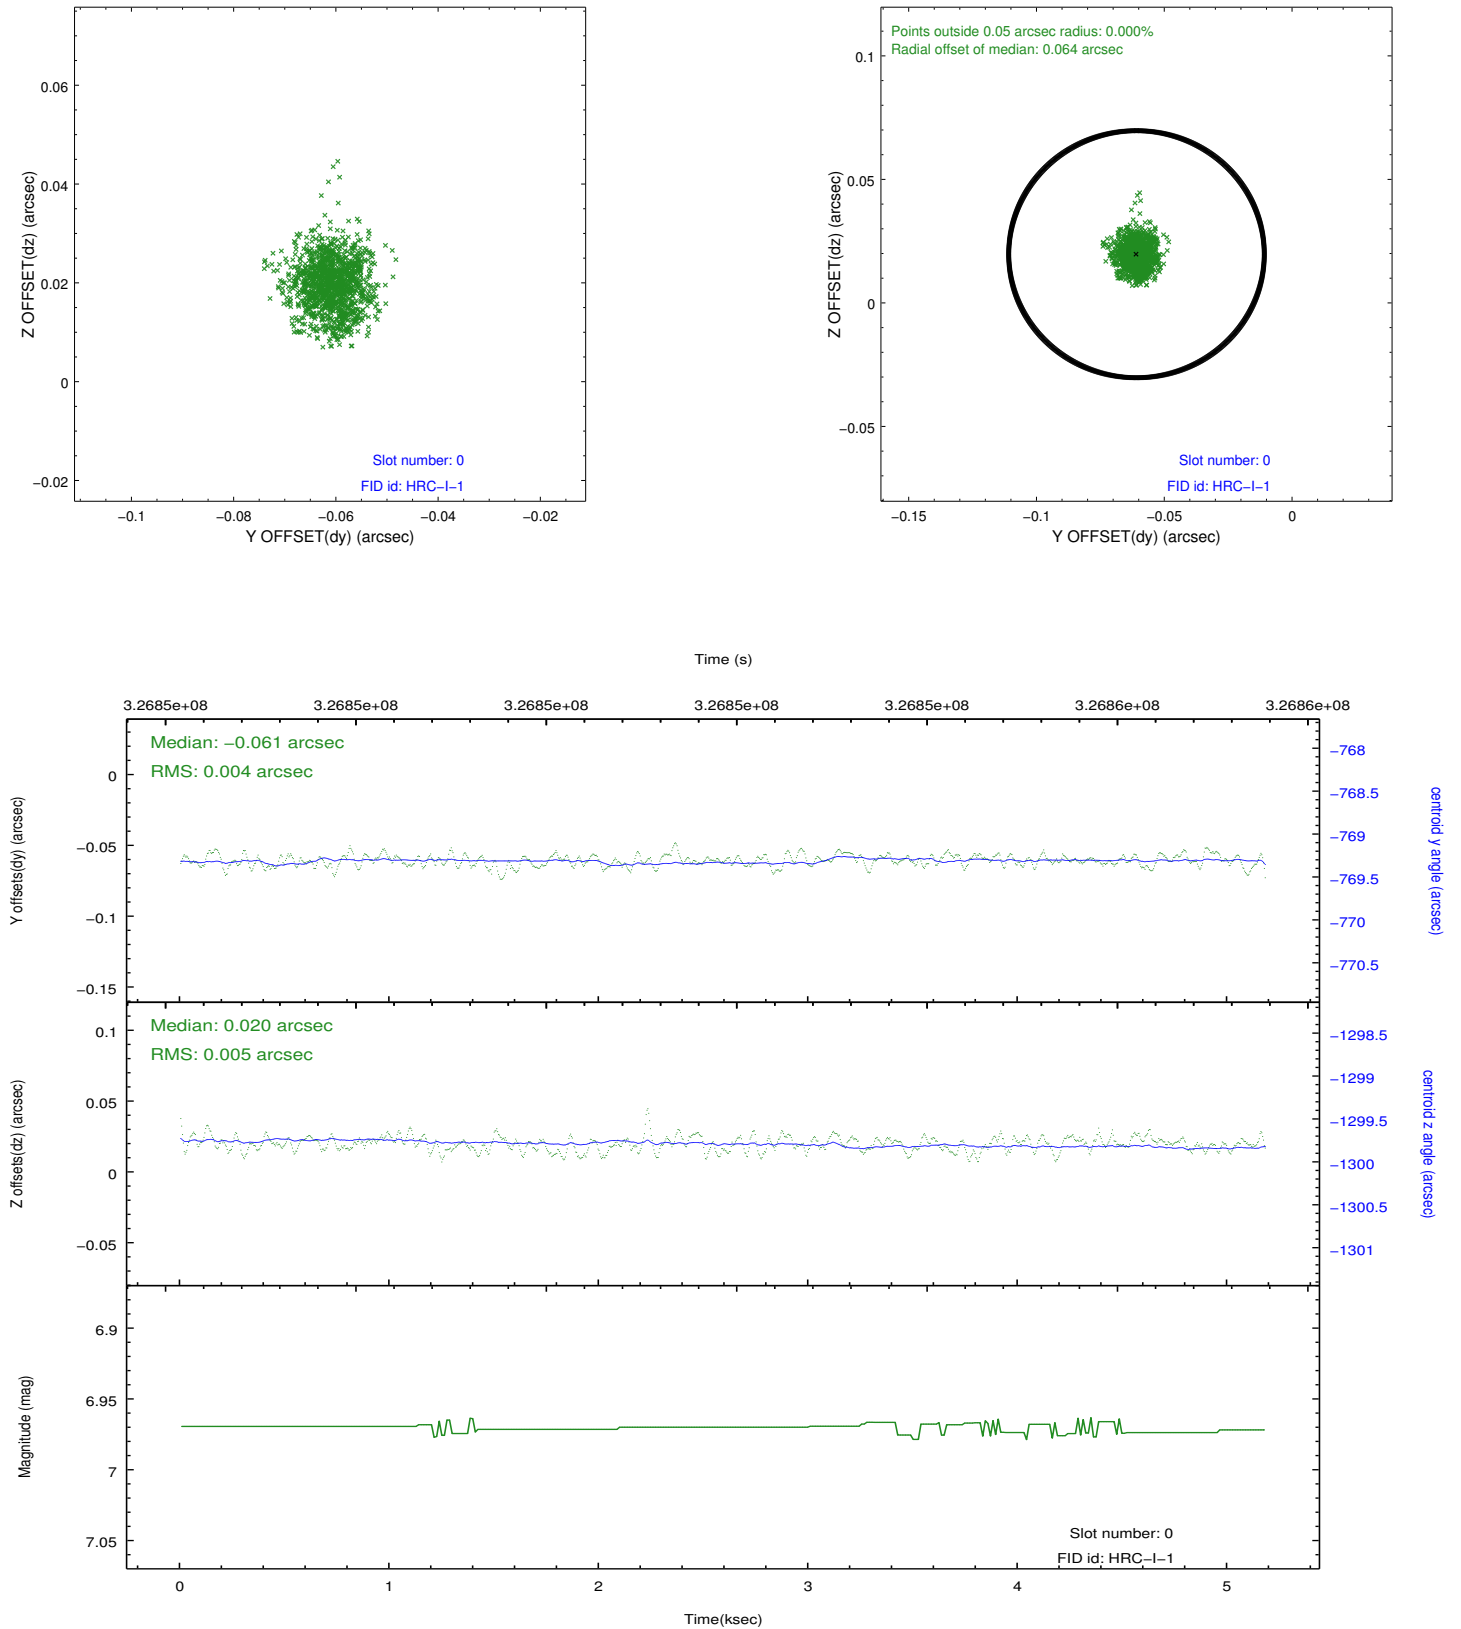 0.06
0.04
0.02
0
−0.02
Z OFFSET(dz) (arcsec)
Slot number: 0
FID id: HRC−I−1
−0.1
−0.08
−0.06
−0.04
−0.02
Y OFFSET(dy) (arcsec)
Points outside 0.05 arcsec radius: 0.000%
Radial offset of median: 0.064 arcsec
0.1
0.05
0
−0.05
Z OFFSET(dz) (arcsec)
Slot number: 0
FID id: HRC−I−1
−0.15
−0.1
−0.05
0
Y OFFSET(dy) (arcsec)
Time (s)
3.2685e+08
3.2685e+08
3.2685e+08
3.2685e+08
3.2685e+08
3.2686e+08
3.2686e+08
Median: −0.061 arcsec
RMS: 0.004 arcsec
0
−0.05
−0.1
−0.15
Y offsets(dy) (arcsec)
−768
−768.5
−769
−769.5
−770
−770.5
centroid y angle (arcsec)
Median: 0.020 arcsec
RMS: 0.005 arcsec
0.1
0.05
0
−0.05
Z offsets(dz) (arcsec)
−1298.5
−1299
−1299.5
−1300
−1300.5
−1301
centroid z angle (arcsec)
6.9
6.95
7
7.05
Magnitude (mag)
Slot number: 0
FID id: HRC−I−1
0
1
2
3
4
5
Time(ksec)